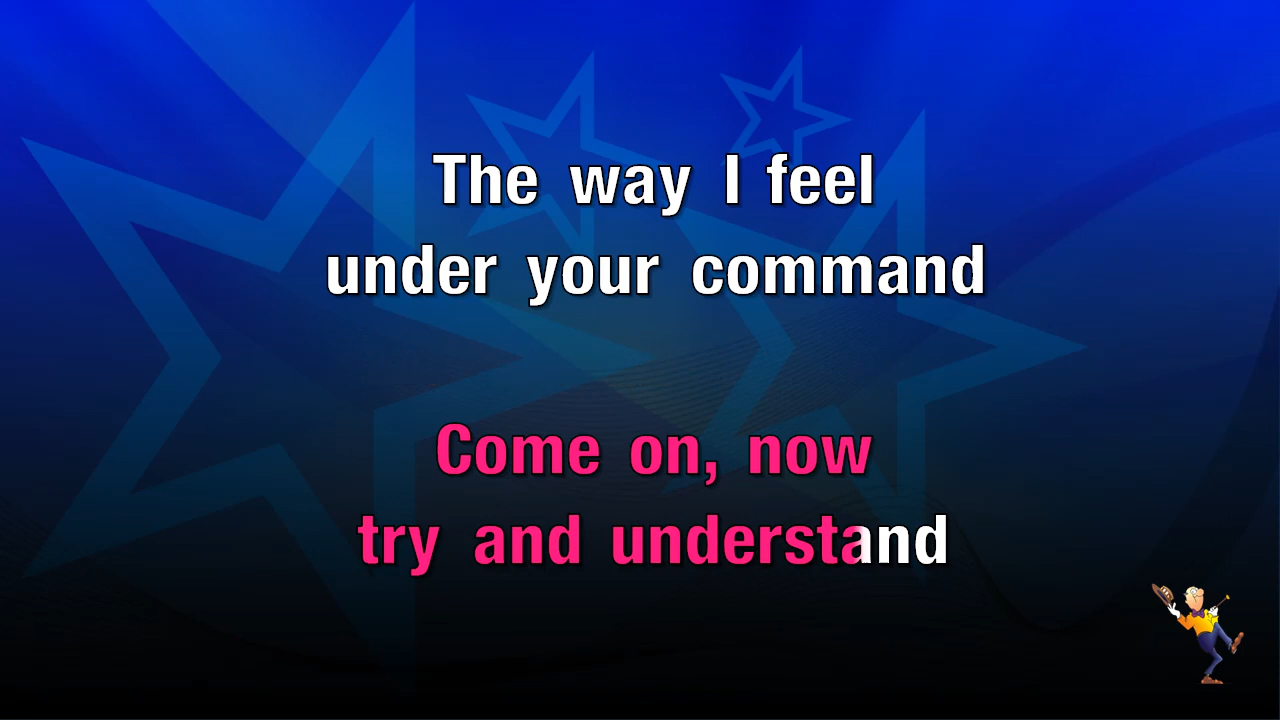 The way I feel
under your command
Come on, now
try and understand